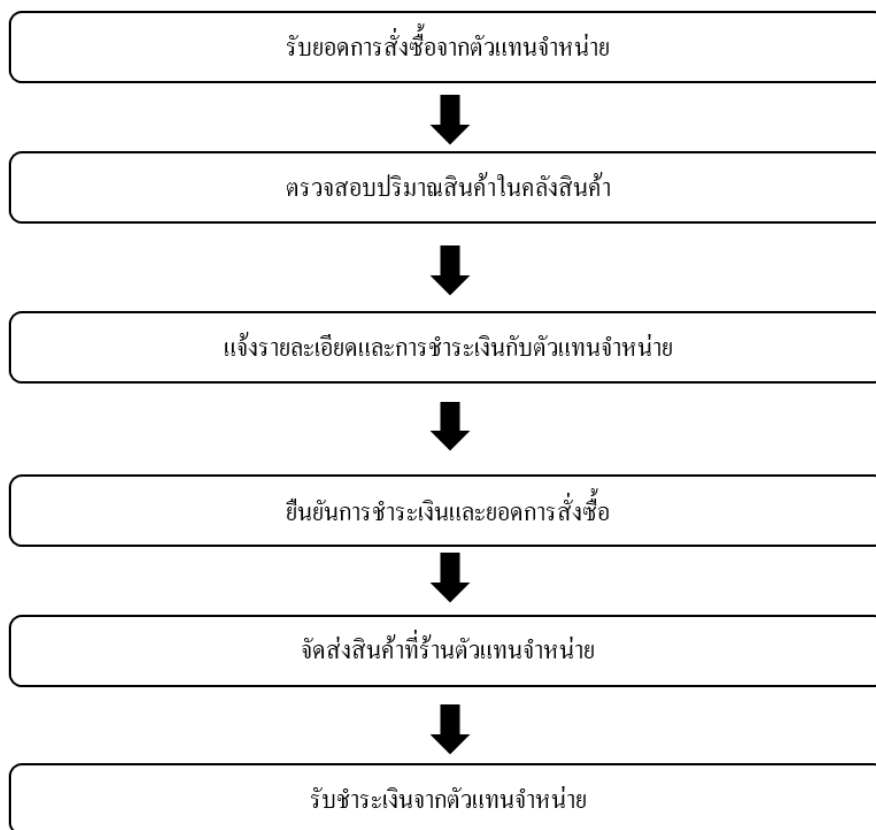 รับยอดการสั่งซื้อจากตัวแทนจำหน่าย
ตรวจสอบปริมาณสินค้าในคลังสินค้า
แจ้งรายละเอียดและการชำระเงินกับตัวแทนจำหน่าย
ยืนยันการชำระเงินและยอดการสั่งซื้อ
จัดส่งสินค้าที่ร้านตัวแทนจำหน่าย
รับชำระเงินจากตัวแทนจำหน่าย